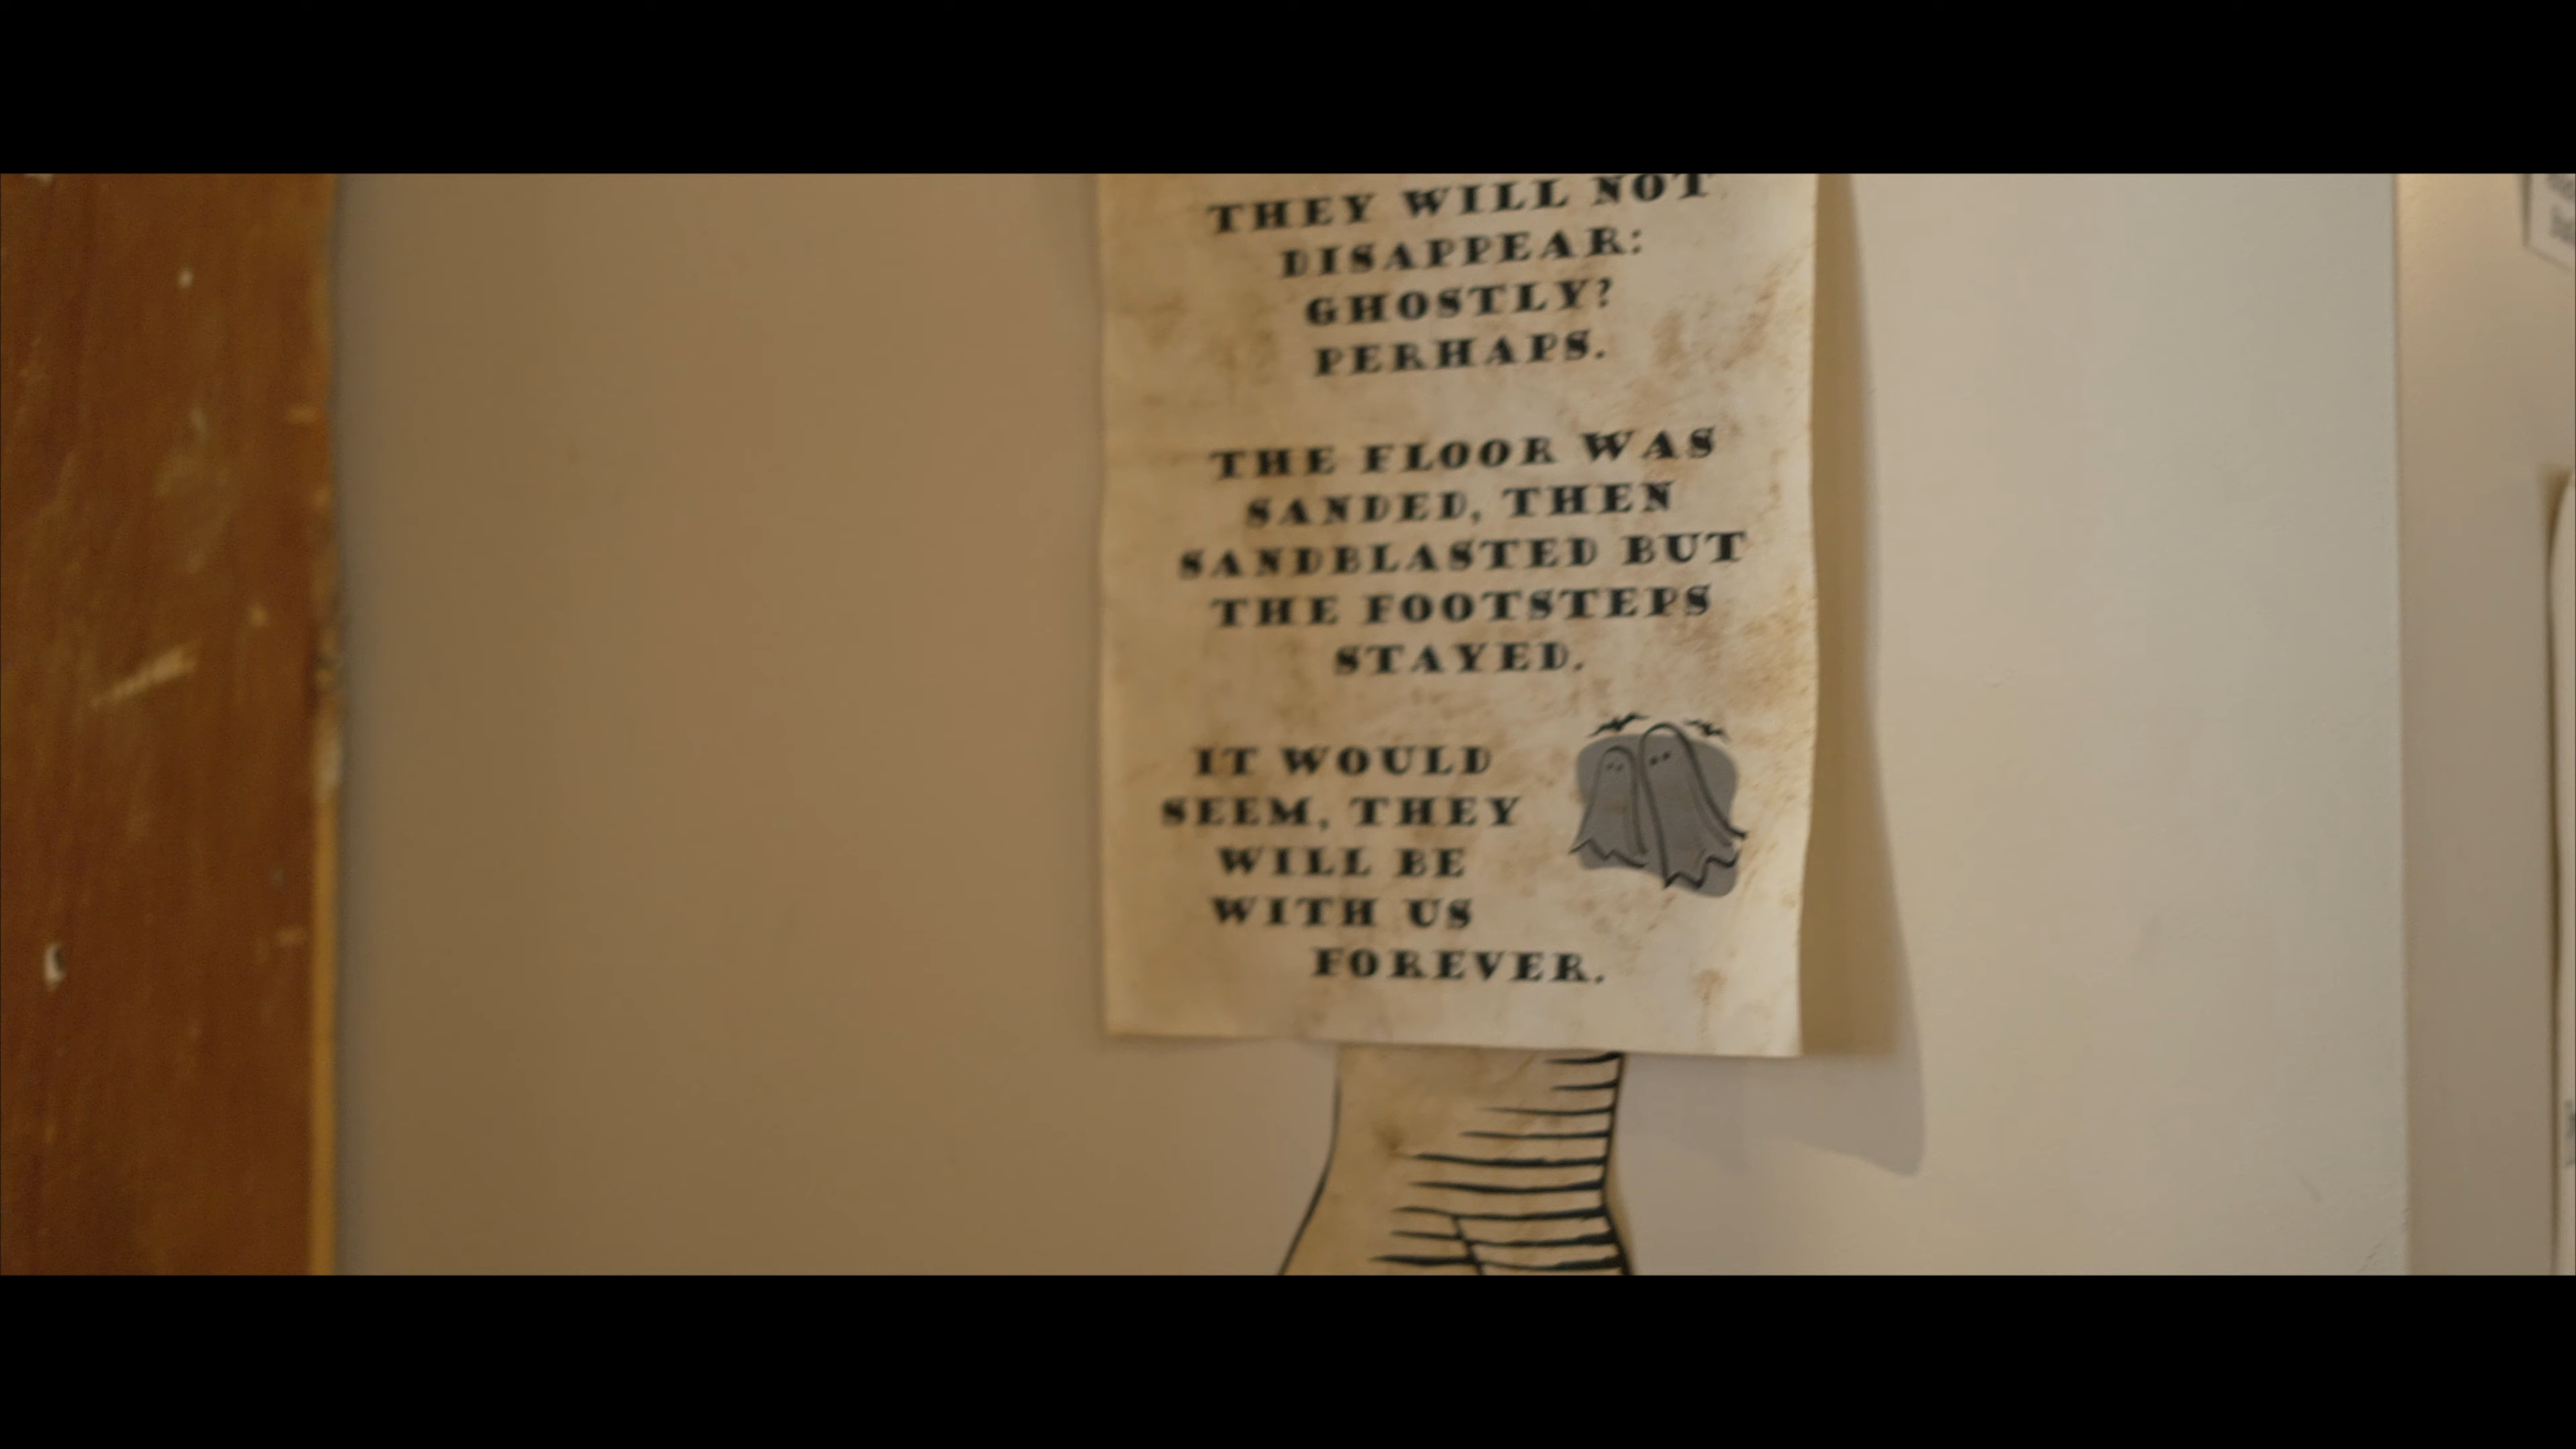 THEY WILL NOT
DISAPPEAR:
GHOSTLY?
PERHAPS.
THE FLOOR WAS
SANDED, THEN
SANDBLASTED BUT
THE FOOTSTEPS
STAYED.
IT WOULD
SEEM, THEY
WILL BE
WITH US
FOREVER.